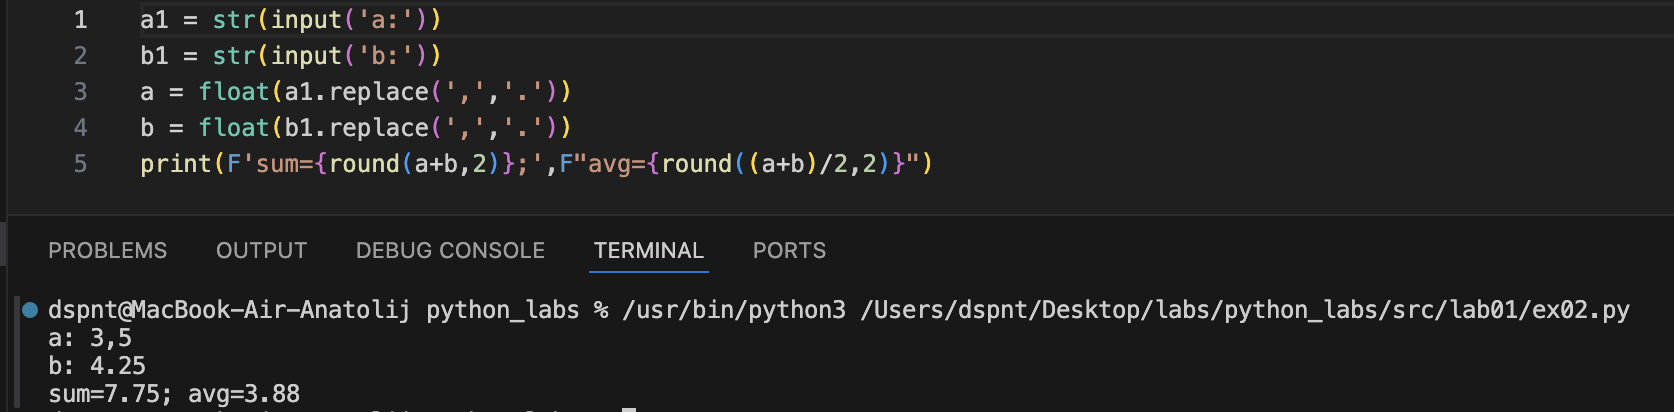 1 a1 = str(input('a:'))
2 b1 = str(input('b:'))
3 a = float(a1.replace(',','.'))
4 b = float(b1.replace(',','.'))
5 print(F'sum={round(a+b,2)};',F"avg={round((a+b)/2,2)}")
PROBLEMS OUTPUT DEBUG CONSOLE TERMINAL PORTS
dspnt@MacBook-Air-Anatolij python_labs % /usr/bin/python3 /Users/dspnt/Desktop/labs/python_labs/src/lab01/ex02.py
a: 3,5
b: 4.25
sum=7.75; avg=3.88